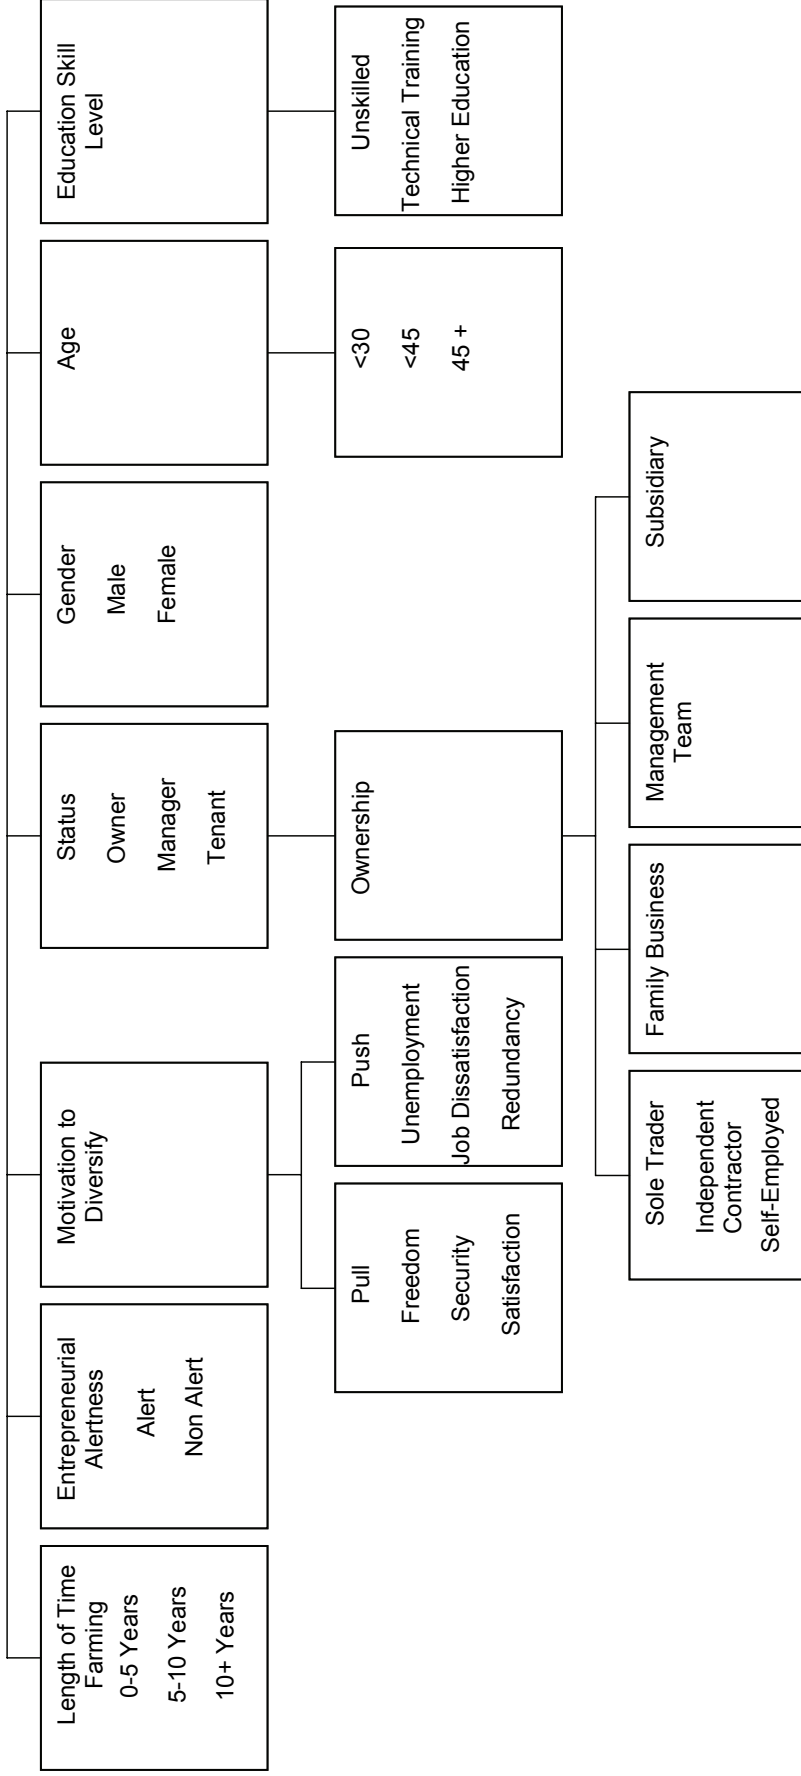 Length of Time
Farming
0-5 Years
5-10 Years
10+ Years
Entrepreneurial
Alertness
Alert
Non Alert
Motivation to
Diversify
Status
Owner
Manager
Tenant
Gender
Male
Female
Age
Education Skill
Level
Pull
Freedom
Security
Satisfaction
Push
Unemployment
Job Dissatisfaction
Redundancy
Ownership
<30
<45
45 +
Unskilled
Technical Training
Higher Education
Sole Trader
Independent
Contractor
Self-Employed
Family Business
Management
Team
Subsidiary